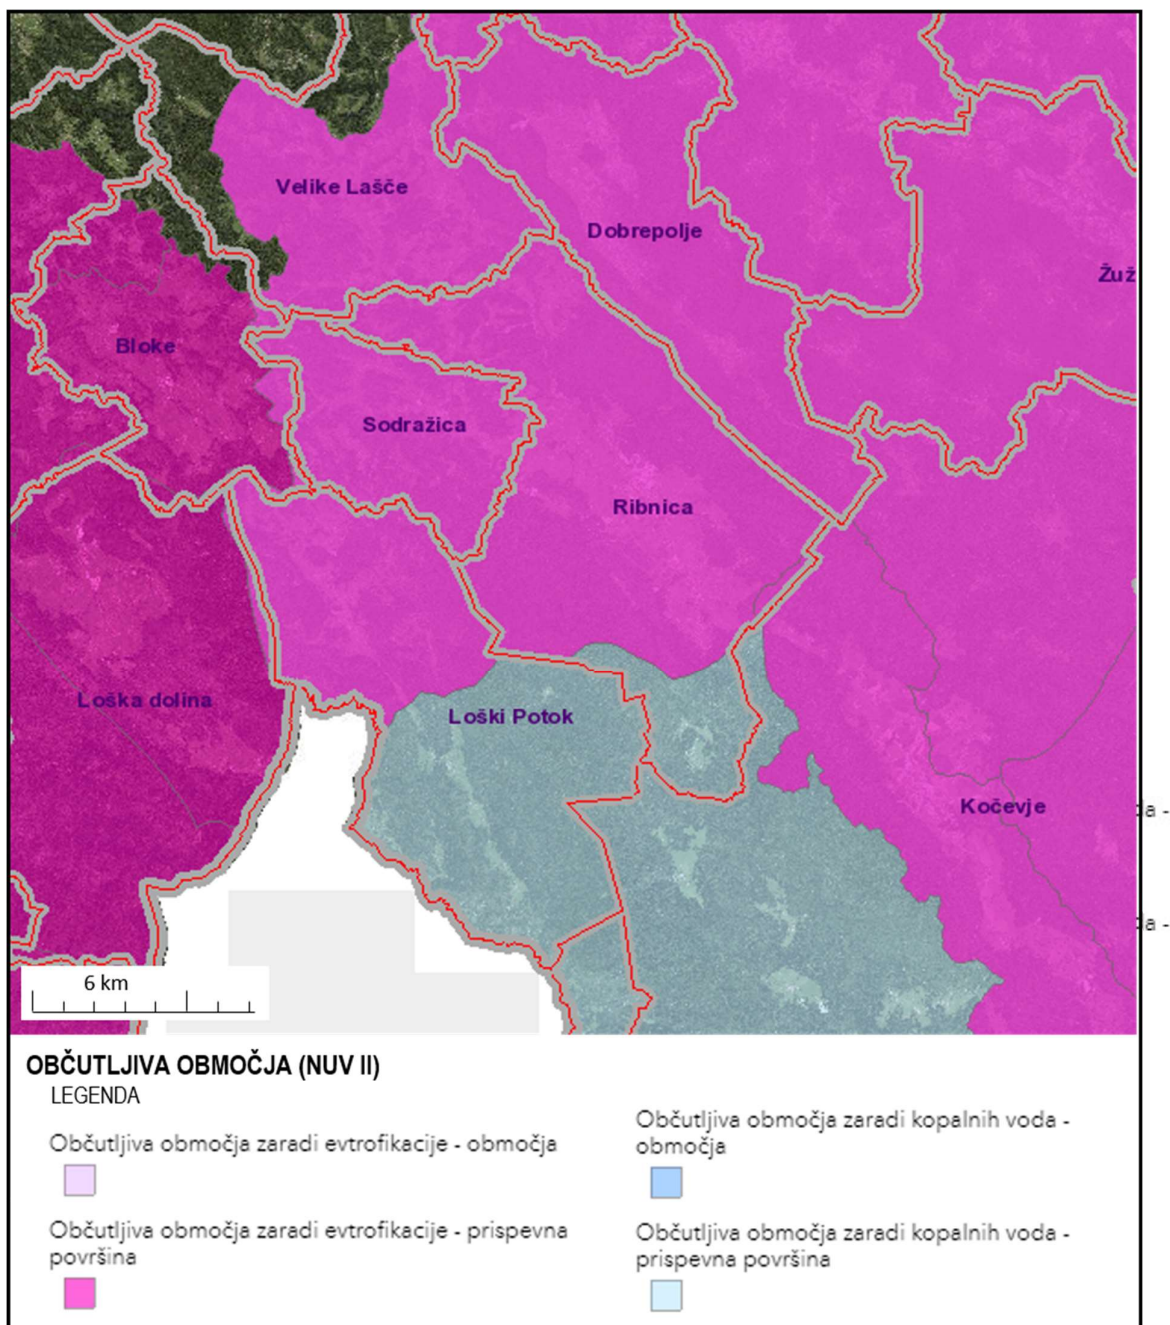 Velike Lašče
Dobrepolje
Žuž
Bloke
Sodražica
Ribnica
Loška dolina
Loški Potok
Kočevje
da -
da -
6 km
OBČUTLJIVA OBMOČJA (NUV II)
LEGENDA
Občutljiva območja zaradi evtrofikacije - območja
Občutljiva območja zaradi evtrofikacije - prispevna
površina
Občutljiva območja zaradi kopalnih voda -
območja
Občutljiva območja zaradi kopalnih voda -
prispevna površina